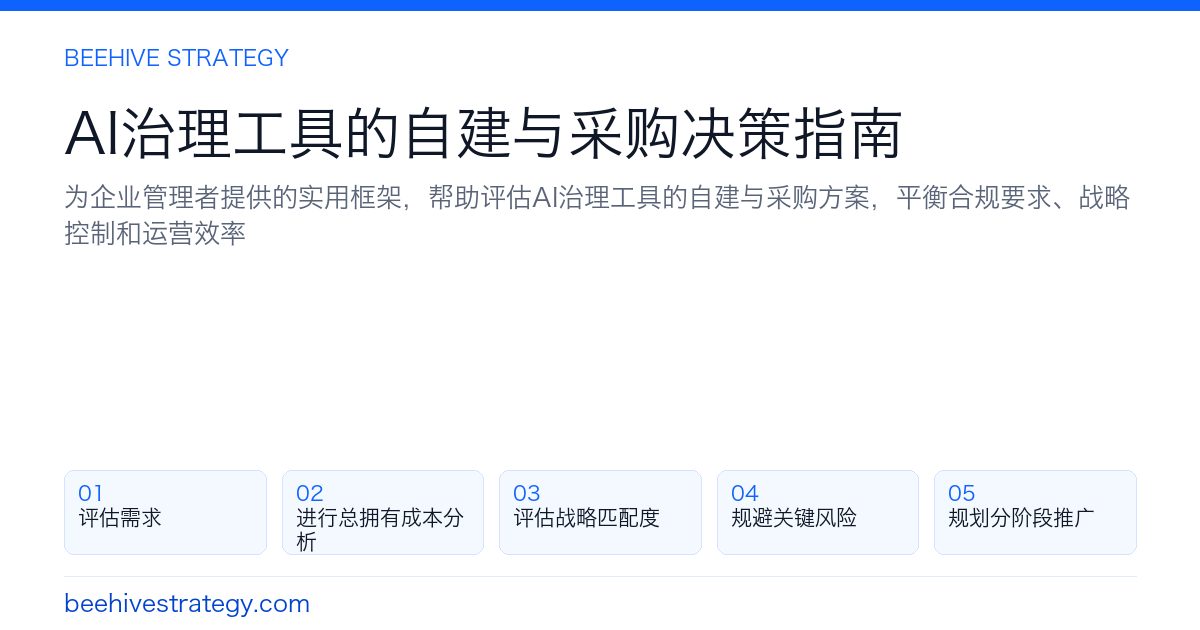 BEEHIVE STRATEGY
AI治理工具的自建与采购决策指南
为企业管理者提供的实用框架，帮助评估AI治理工具的自建与采购方案，平衡合规要求、战略
控制和运营效率
01
评估需求
02
进行总拥有成本分
析
03
评估战略匹配度
04
规避关键风险
05
规划分阶段推广
beehivestrategy.com